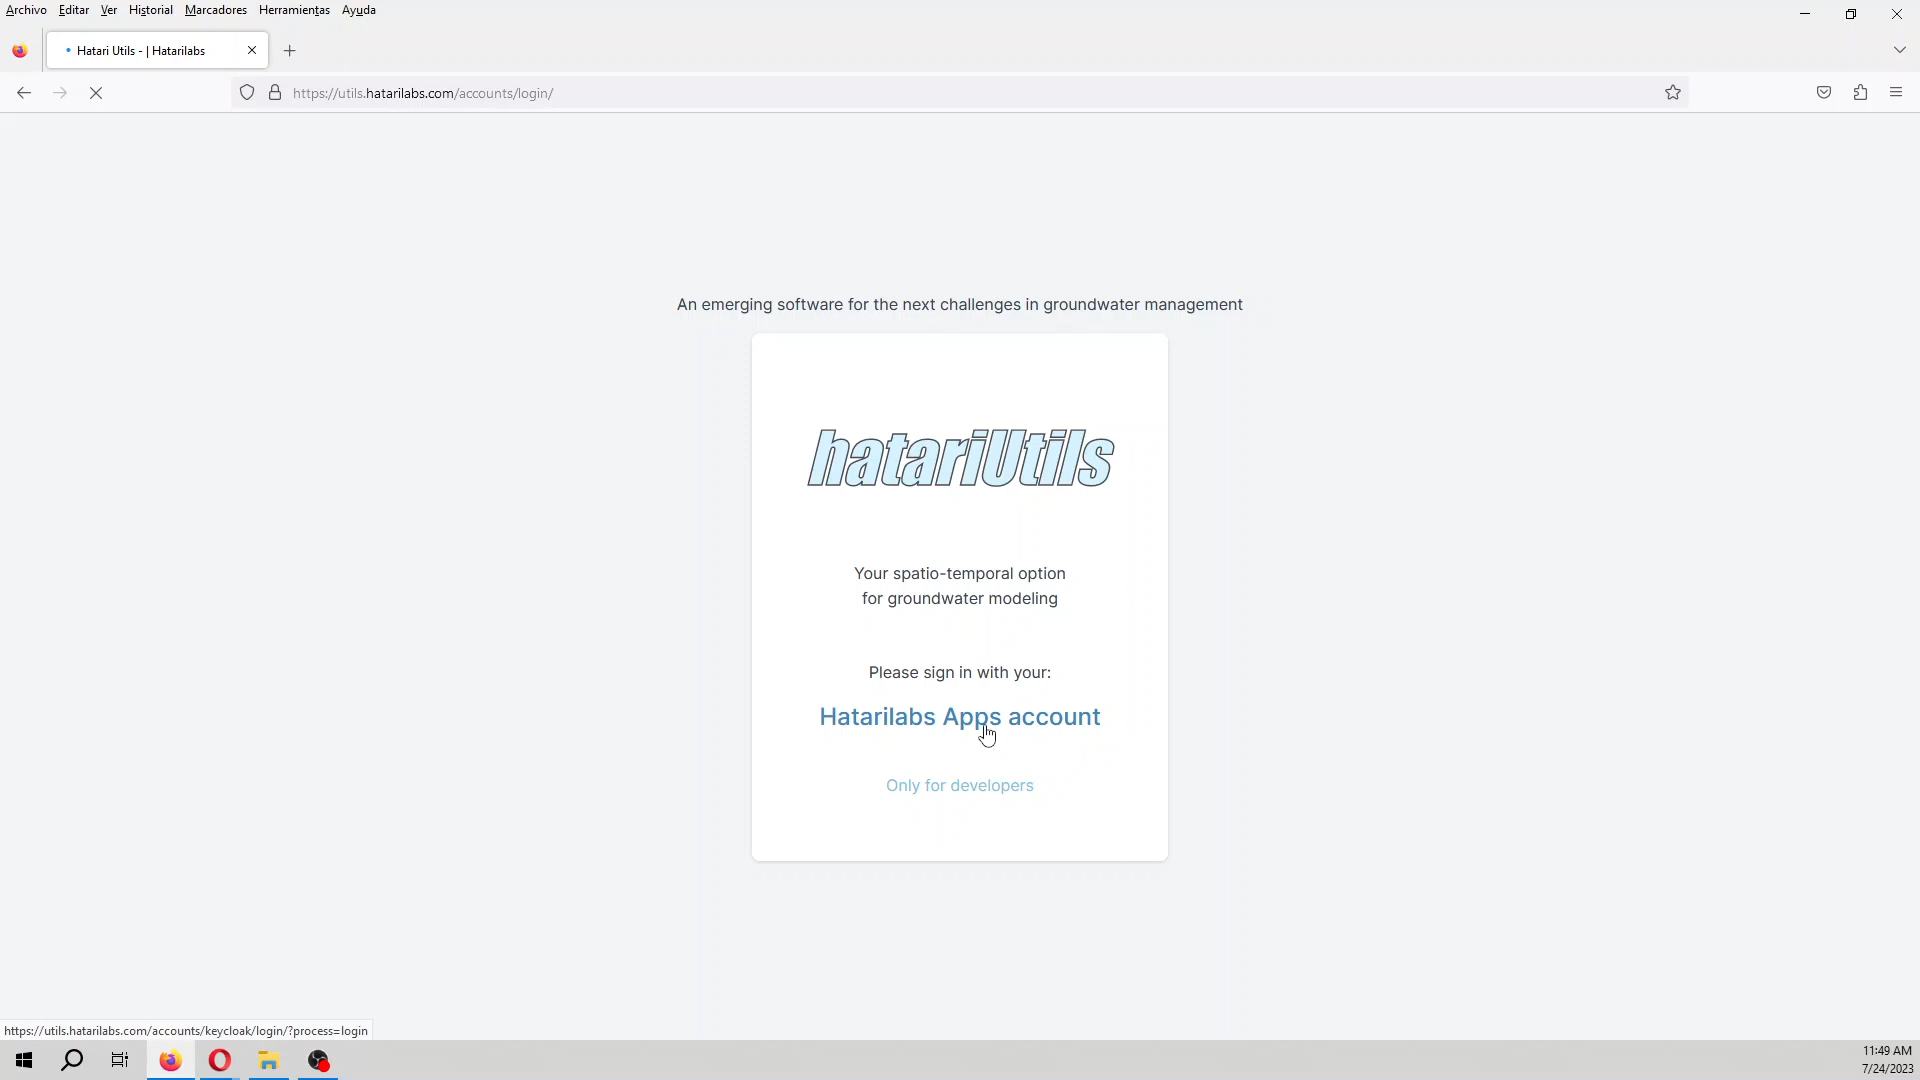 Archivo Editar Ver Historial Marcadores Herramientas Ayuda
Hatari Utils - | Hatarilabs
https://utils.hatarilabs.com/accounts/login/
An emerging software for the next challenges in groundwater management
hatariUtils
Your spatio-temporal option
for groundwater modeling
Please sign in with your:
Hatarilabs Apps account
Only for developers
https://utils.hatarilabs.com/accounts/keycloak/login/?process=login
11:49 AM
7/24/2023